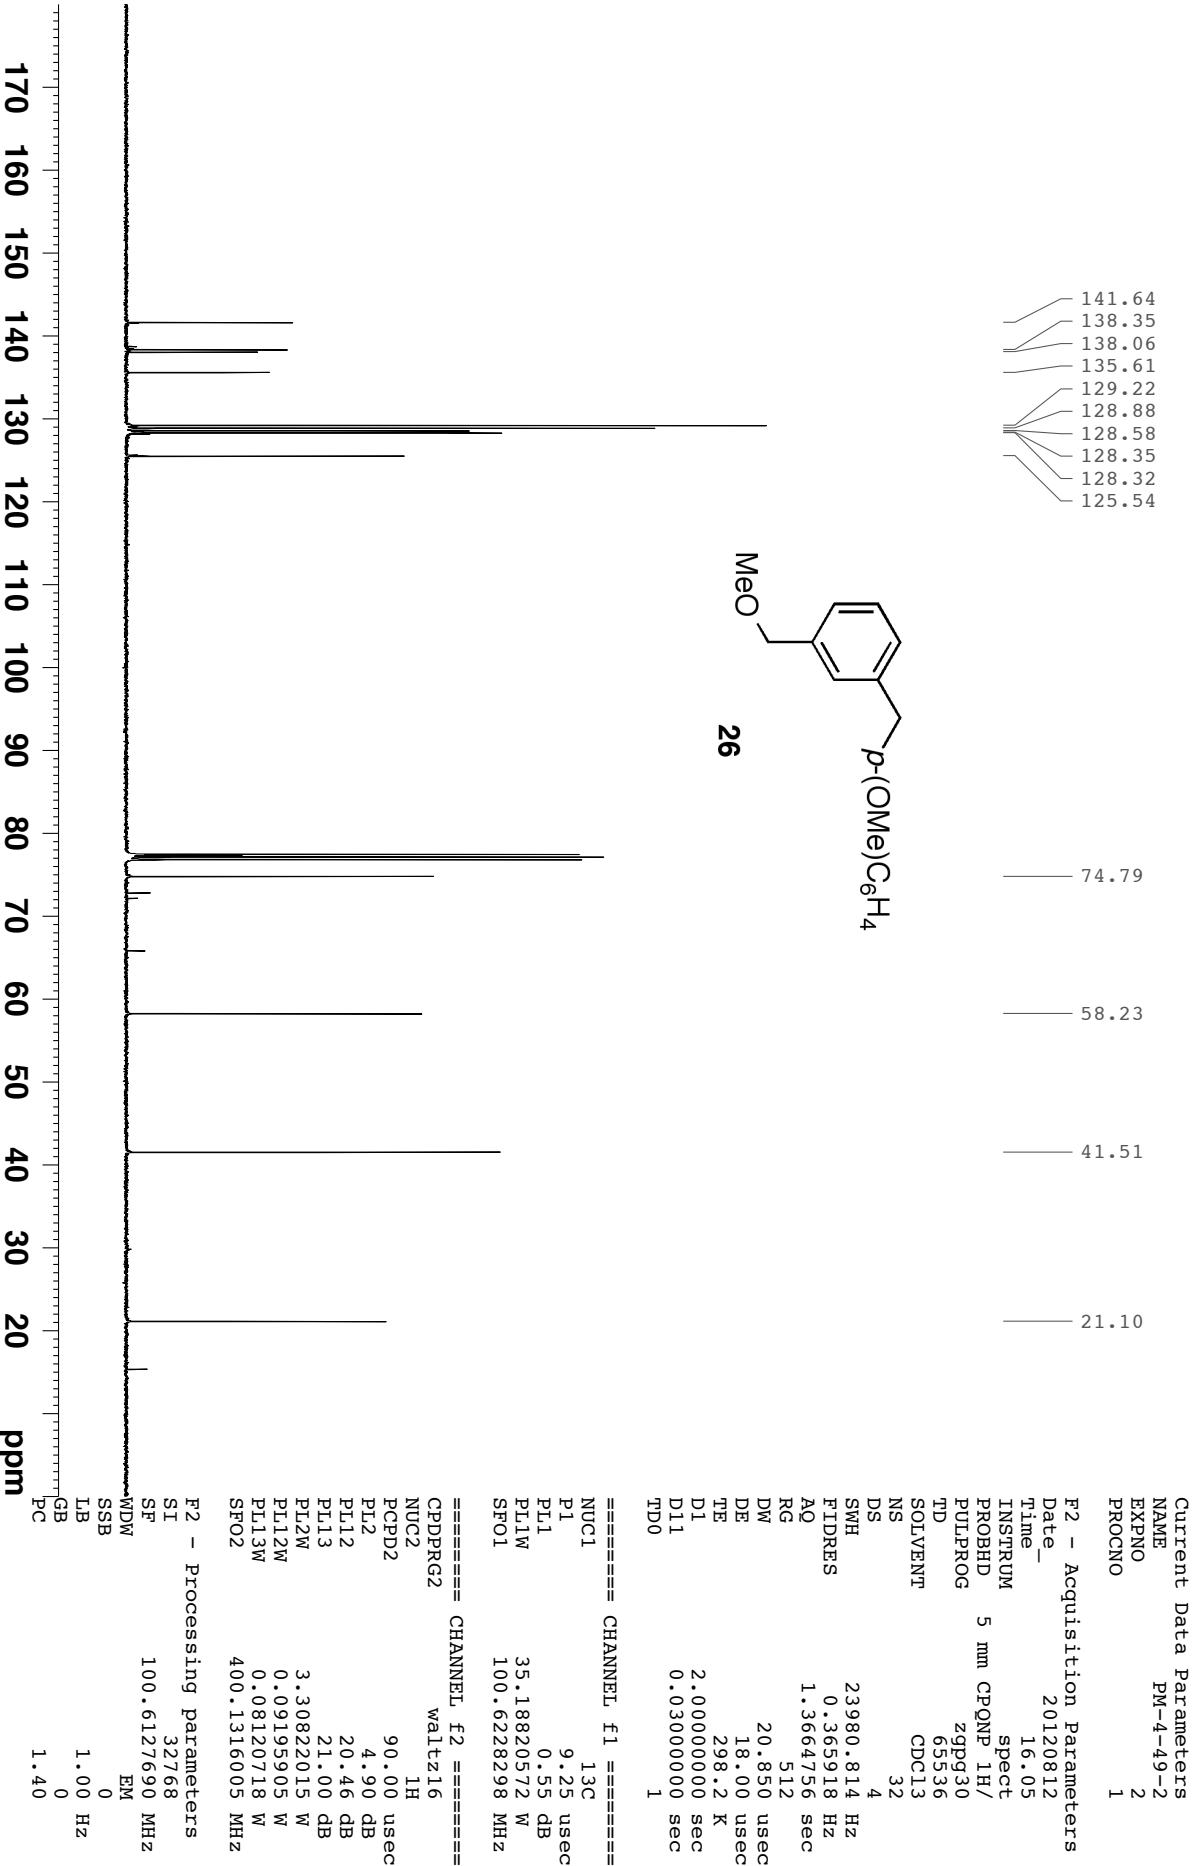 Current Data Parameters
NAME PM-4-49-2
EXPNO 2
PROCNO 1
F2 - Acquisition Parameters
Date_ 20120812
Time 16.05
INSTRUM spect
PROBHD 5 mm CPQNP 1H/
PULPROG zgpg30
TD 65536
SOLVENT CDCl3
NS 32
DS 4
SWH 23980.814 Hz
FIDRES 0.365918 Hz
AQ 1.3664756 sec
RG 512
DW 20.850 usec
DE 18.00 usec
TE 298.2 K
D1 2.00000000 sec
D11 0.03000000 sec
TD0 1
======== CHANNEL f1 ========
NUC1 13C
P1 9.25 usec
PL1 0.55 dB
PL1W 35.18820572 W
SFO1 100.6228298 MHz
======== CHANNEL f2 ========
CPDPRG2 waltz16
NUC2 1H
PCPD2 90.00 usec
PL2 4.90 dB
PL12 20.46 dB
PL13 21.00 dB
PL2W 3.30822015 W
PL12W 0.09195905 W
PL13W 0.08120718 W
SFO2 400.1316005 MHz
F2 - Processing parameters
SI 32768
SF 100.6127690 MHz
WDW EM
SSB 0
LB 1.00 Hz
GB 0
PC 1.40
141.64
138.35
138.06
135.61
129.22
128.88
128.58
128.35
128.32
125.54
74.79
58.23
41.51
21.10
p-(OMe)C6H4
MeO
26
170 160 150 140 130 120 110 100 90 80 70 60 50 40 30 20 ppm